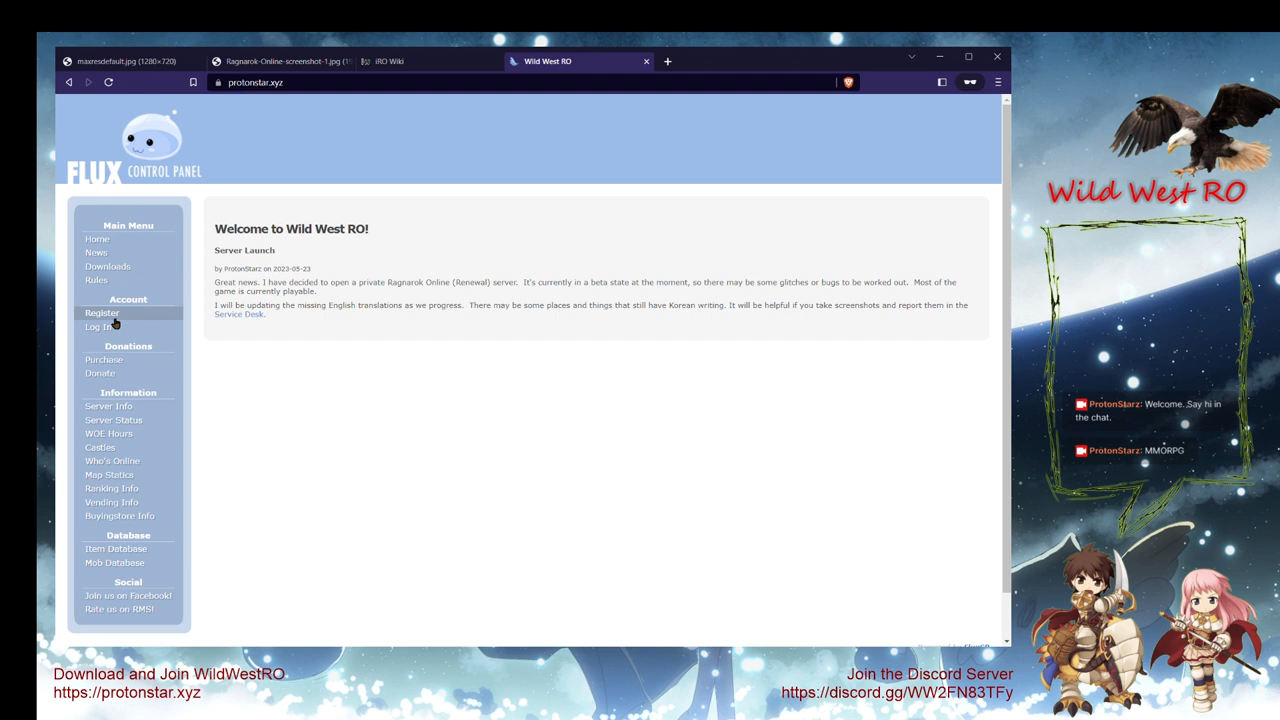 maxresdefault.jpg (1280×720)
Ragnarok-Online-screenshot-1.jpg (1
iRO Wiki
Wild West RO
protonstar.xyz
FLUX CONTROL PANEL
Main Menu
Home
News
Downloads
Rules
Account
Register
Log In
Donations
Purchase
Donate
Information
Server Info
Server Status
WOE Hours
Castles
Who's Online
Map Statics
Ranking Info
Vending Info
Buyingstore Info
Database
Item Database
Mob Database
Social
Join us on Facebook!
Rate us on RMS!
Welcome to Wild West RO!
Server Launch
by ProtonStarz on 2023-05-23
Great news. I have decided to open a private Ragnarok Online (Renewal) server. It's currently in a beta state at the moment, so there may be some glitches or bugs to be worked out. Most of the
game is currently playable.
I will be updating the missing English translations as we progress. There may be some places and things that still have Korean writing. It will be helpful if you take screenshots and report them in the
Service Desk.
Wild West RO
ProtonStarz: Welcome. Say hi in
the chat.
ProtonStarz: MMORPG
Download and Join WildWestRO
https://protonstar.xyz
Join the Discord Server
https://discord.gg/WW2FN83TFy